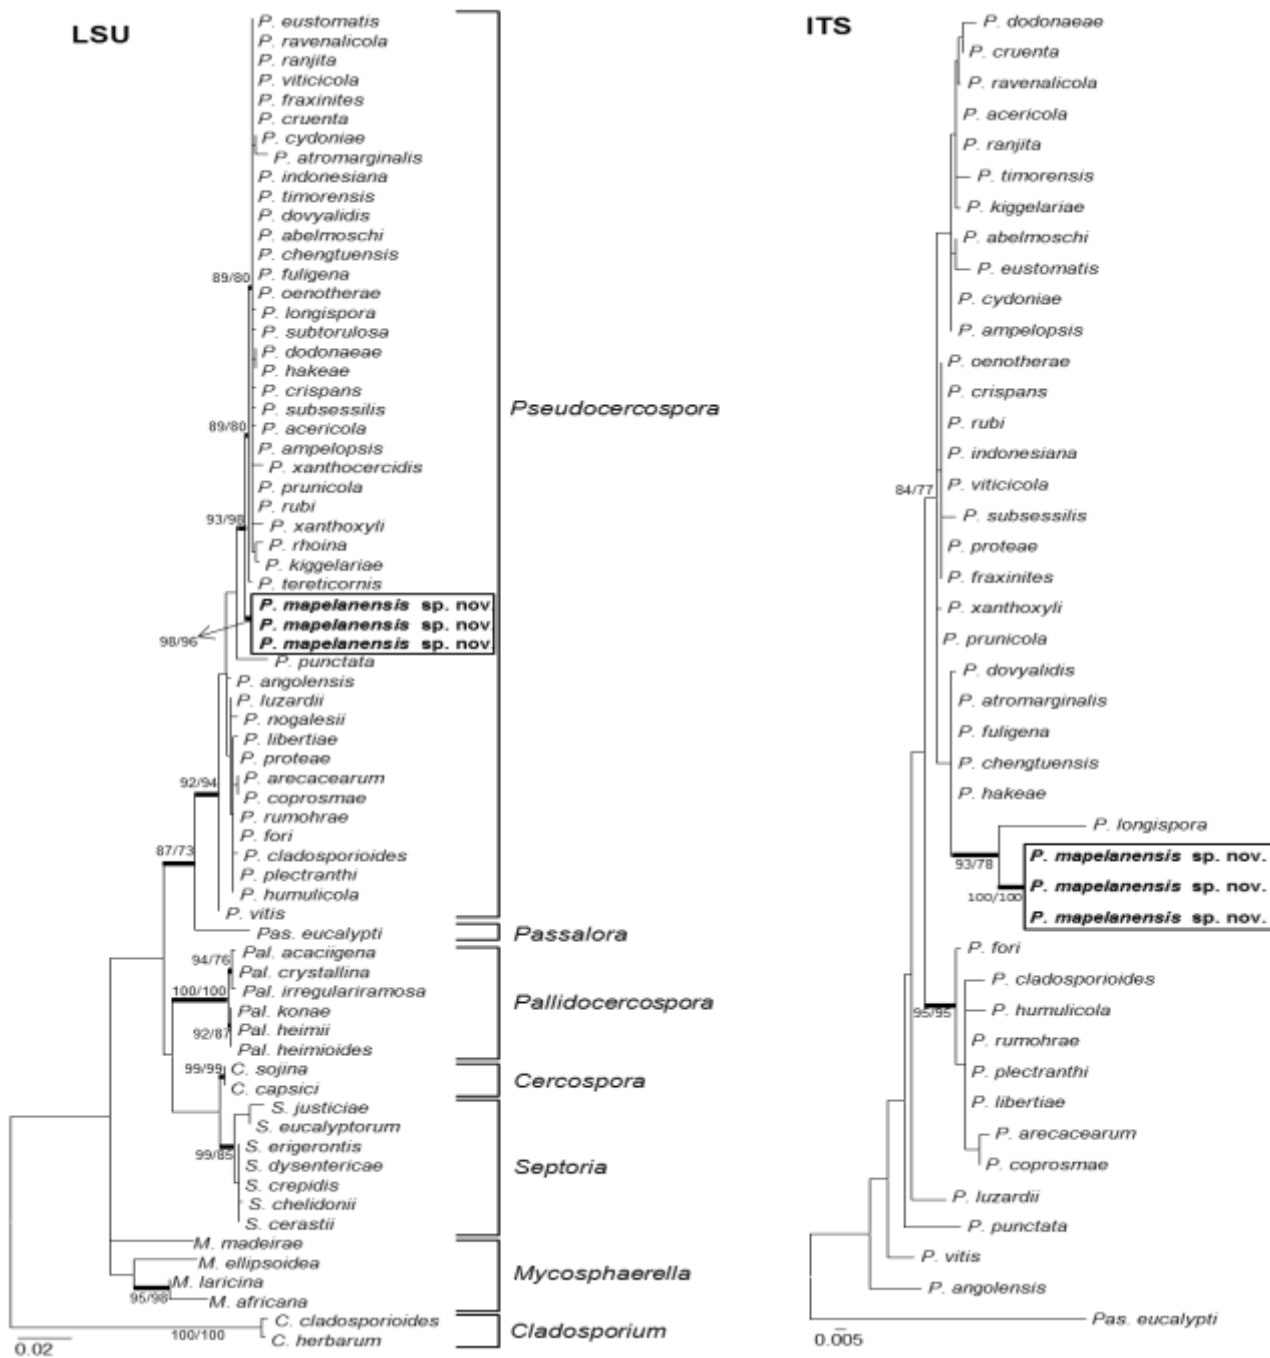 LSU
P. eustomatis
P. ravenalicola
P. ranjita
P. viticicola
P. fraxinites
P. cruenta
P. cydoniae
P. atromarginalis
P. indonesiana
P. timorensis
P. dovyalidis
P. abelmoschi
P. chengtuensis
89/80
P. fuligena
P. oenotherae
P. longispora
P. subtorulosa
P. dodonaeae
P. hakeae
P. crispans
P. subsessilis
89/80
P. acericola
P. ampelopsis
P. xanthocercidis
P. prunicola
P. rubi
93/98
P. xanthoxyli
P. rhoina
P. kiggelariae
P. tereticornis
P. mapelanensis sp. nov.
P. mapelanensis sp. nov.
98/96
P. mapelanensis sp. nov.
P. punctata
P. angolensis
P. luzardii
P. nogalesii
P. libertiae
P. proteae
92/94
P. arecacearum
P. coprosmae
P. rumohrae
P. fori
87/73
P. cladosporioides
P. plectranthi
P. humulicola
P. vitis
Pseudocercospora
Pas. eucalypti
Passalora
94/76
Pal. acaciigena
Pal. crystallina
100/100
Pal. irregulariramosa
Pal. konae
92/87
Pal. heimii
Pal. heimioides
Pallidocercospora
99/99
C. sojina
C. capsici
Cercospora
S. justiciae
S. eucalyptorum
S. erigerontis
99/85
S. dysentericae
S. crepidis
S. chelidonii
S. cerastii
Septoria
M. madeirae
M. ellipsoidea
M. laricina
95/98
M. africana
Mycosphaerella
C. cladosporioides
100/100
C. herbarum
Cladosporium
0.02
ITS
P. dodonaeae
P. cruenta
P. ravenalicola
P. acericola
P. ranjita
P. timorensis
P. kiggelariae
P. abelmoschi
P. eustomatis
P. cydoniae
P. ampelopsis
P. oenotherae
P. crispans
P. rubi
P. indonesiana
84/77
P. viticicola
P. subsessilis
P. proteae
P. fraxinites
P. xanthoxyli
P. prunicola
P. dovyalidis
P. atromarginalis
P. fuligena
P. chengtuensis
P. hakeae
P. longispora
93/78
P. mapelanensis sp. nov.
100/100
P. mapelanensis sp. nov.
P. mapelanensis sp. nov.
P. fori
P. cladosporioides
95/95
P. humulicola
P. rumohrae
P. plectranthi
P. libertiae
P. arecacearum
P. coprosmae
P. luzardii
P. punctata
P. vitis
P. angolensis
Pas. eucalypti
0.005